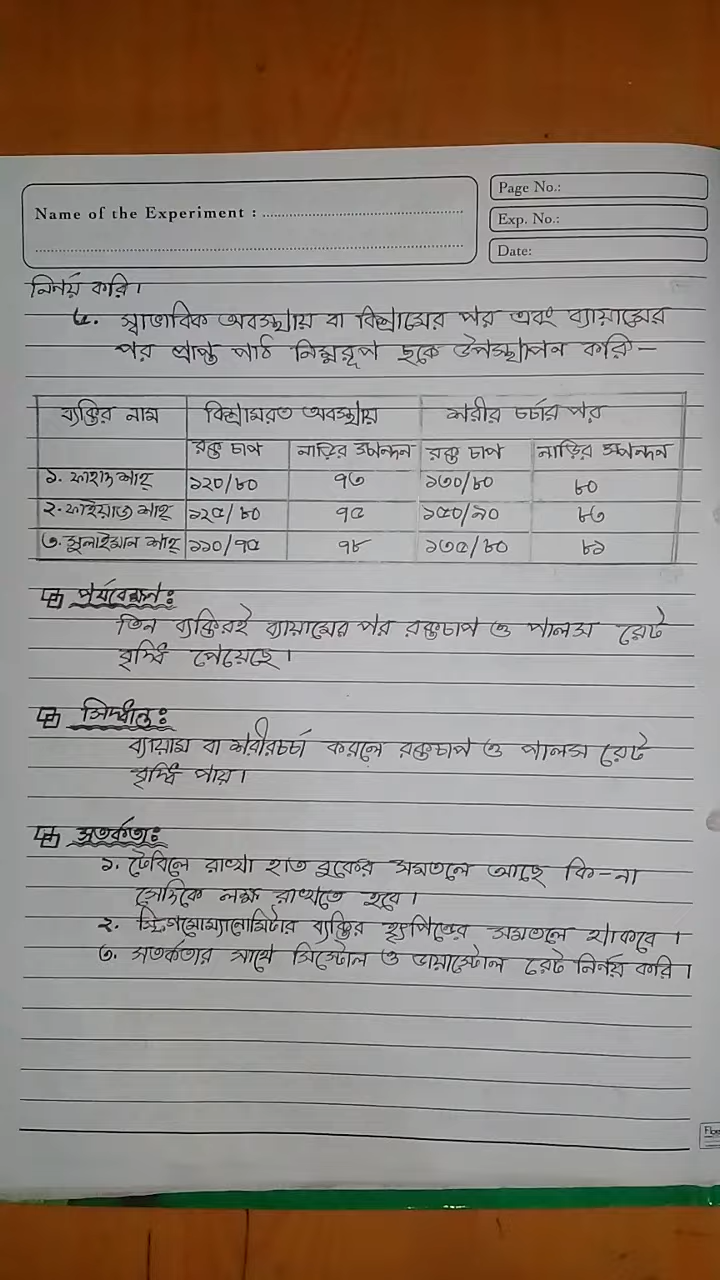 Name of the Experiment : ........................................
Page No.:
Exp. No.:
Date:
নির্ণয় করি।
৫. স্বাভাবিক অবস্থায় বা বিশ্রামের পর এবং ব্যায়ামের
পর প্রাপ্ত পাঠ নিম্নরূপ ছকে উপস্থাপন করি –
ব্যক্তির নাম বিশ্রামরত অবস্থায় শরীর চর্চার পর
রক্ত চাপ নাড়ির স্পন্দন রক্ত চাপ নাড়ির স্পন্দন
১. ফাহাদ শাহ্ ১২০/৮০ ৭৩ ১৩০/৮০ ৮০
২. ফাইয়াজ শাহ্ ১২৫/৮০ ৭৫ ১৫০/৯০ ৮৩
৩. সুলাইমান শাহ্ ১১০/৭৫ ৭৮ ১৩৫/৮০ ৮১
পর্যবেক্ষণ:
তিন ব্যক্তিরই ব্যায়ামের পর রক্তচাপ ও পালস রেট
বৃদ্ধি পেয়েছে।
সিদ্ধান্ত:
ব্যায়াম বা শরীরচর্চা করলে রক্তচাপ ও পালস রেট
বৃদ্ধি পায়।
সতর্কতা:
১. টেবিলে রাখা হাত বুকের সমতলে আছে কি-না
সেদিকে লক্ষ রাখতে হবে।
২. স্ফিগমোম্যানোমিটার ব্যক্তির হৃৎপিন্ডের সমতলে থাকবে।
৩. সতর্কতার সাথে সিস্টোল ও ডায়াস্টোল রেট নির্ণয় করি।